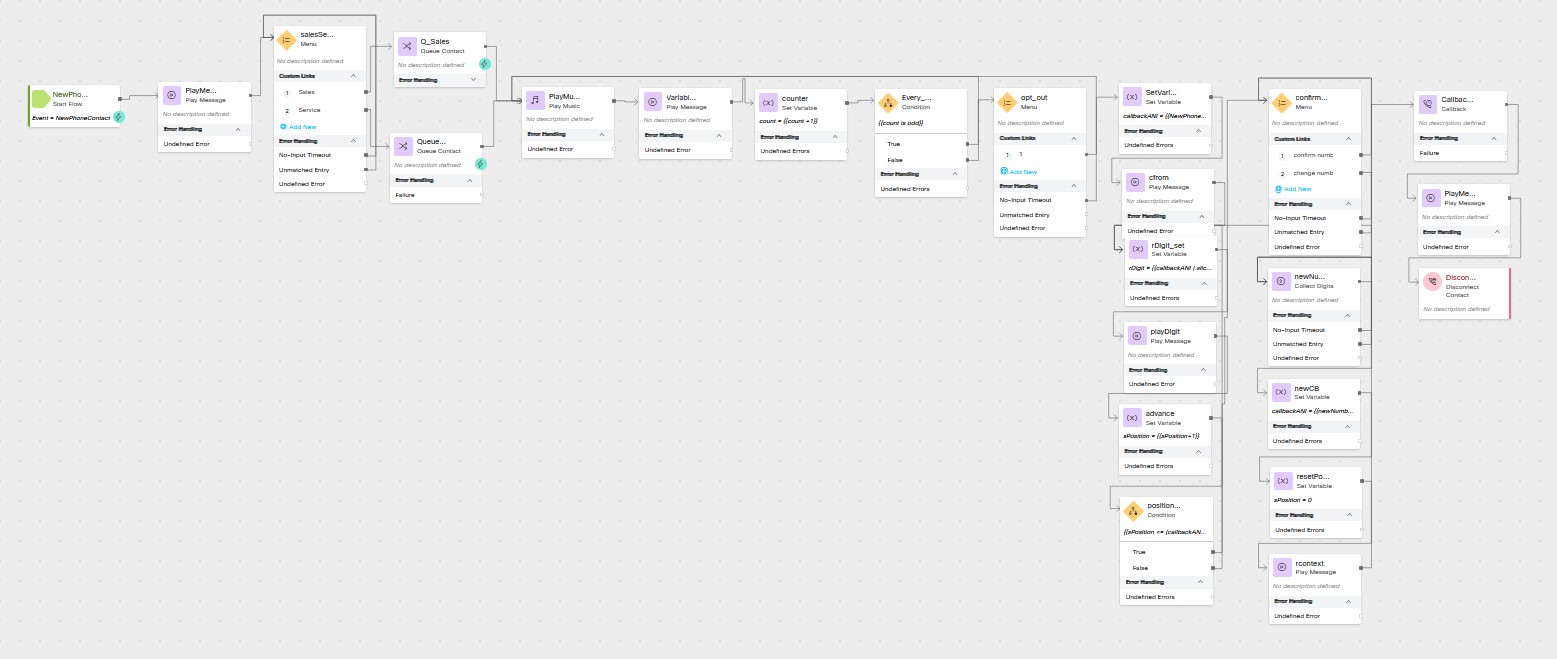 NewPho...
Start Flow
Event = NewPhoneContact
PlayMe...
Play Message
No description defined
Error Handling
Undefined Error
salesSe...
Menu
No description defined
Custom Links
1 Sales
2 Service
Add New
Error Handling
No-Input Timeout
Unmatched Entry
Undefined Error
Q_Sales
Queue Contact
No description defined
Error Handling
Queue...
Queue Contact
No description defined
Error Handling
Failure
PlayMu...
Play Music
No description defined
Error Handling
Undefined Error
Variabl...
Play Message
No description defined
Error Handling
Undefined Error
counter
Set Variable
count = {{count +1}}
Error Handling
Undefined Errors
Every_...
Condition
{{count is odd}}
True
False
Error Handling
Undefined Errors
opt_out
Menu
No description defined
Custom Links
1 1
Add New
Error Handling
No-Input Timeout
Unmatched Entry
Undefined Error
SetVari...
Set Variable
callbackANI = {{NewPhone...
Error Handling
Undefined Errors
cfrom
Play Message
No description defined
Error Handling
Undefined Error
rDigit_set
Set Variable
rDigit = {{callbackANI | slic...
Error Handling
Undefined Errors
playDigit
Play Message
No description defined
Error Handling
Undefined Error
advance
Set Variable
sPosition = {{sPosition+1}}
Error Handling
Undefined Errors
position...
Condition
{{sPosition <= (callbackAN...
True
False
Error Handling
Undefined Errors
confirm...
Menu
No description defined
Custom Links
1 confirm numb
2 change numb
Add New
Error Handling
No-Input Timeout
Unmatched Entry
Undefined Error
newNu...
Collect Digits
No description defined
Error Handling
No-Input Timeout
Unmatched Entry
Undefined Error
newCB
Set Variable
callbackANI = {{newNumb...
Error Handling
Undefined Errors
resetPo...
Set Variable
sPosition = 0
Error Handling
Undefined Errors
rcontext
Play Message
No description defined
Error Handling
Undefined Error
Callbac...
Callback
No description defined
Error Handling
Failure
PlayMe...
Play Message
No description defined
Error Handling
Undefined Error
Discon...
Disconnect
Contact
No description defined